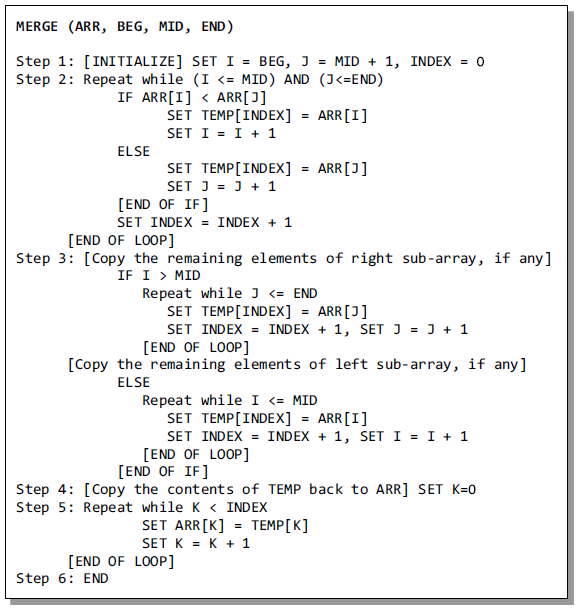 MERGE (ARR, BEG, MID, END)
Step 1: [INITIALIZE] SET I = BEG, J = MID + 1, INDEX = 0
Step 2: Repeat while (I <= MID) AND (J<=END)
IF ARR[I] < ARR[J]
SET TEMP[INDEX] = ARR[I]
SET I = I + 1
ELSE
SET TEMP[INDEX] = ARR[J]
SET J = J + 1
[END OF IF]
SET INDEX = INDEX + 1
[END OF LOOP]
Step 3: [Copy the remaining elements of right sub-array, if any]
IF I > MID
Repeat while J <= END
SET TEMP[INDEX] = ARR[J]
SET INDEX = INDEX + 1, SET J = J + 1
[END OF LOOP]
[Copy the remaining elements of left sub-array, if any]
ELSE
Repeat while I <= MID
SET TEMP[INDEX] = ARR[I]
SET INDEX = INDEX + 1, SET I = I + 1
[END OF LOOP]
[END OF IF]
Step 4: [Copy the contents of TEMP back to ARR] SET K=0
Step 5: Repeat while K < INDEX
SET ARR[K] = TEMP[K]
SET K = K + 1
[END OF LOOP]
Step 6: END